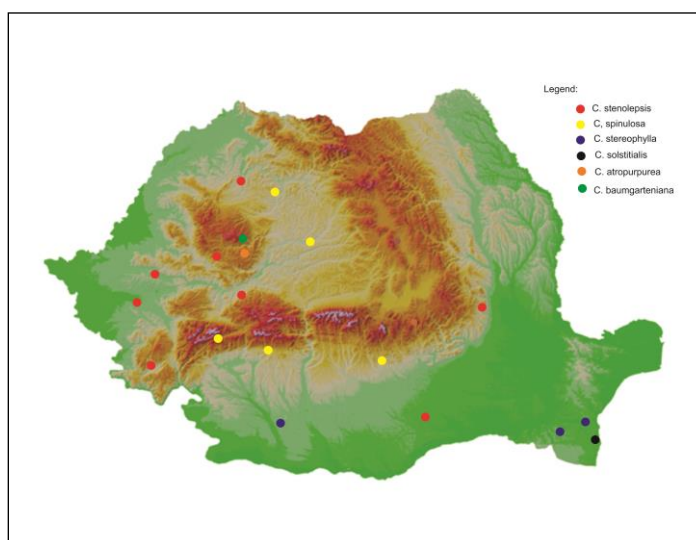 Legend:
C. stenolepsis
C, spinulosa
C. stereophylla
C. solstitialis
C. atropurpurea
C. baumgarteniana